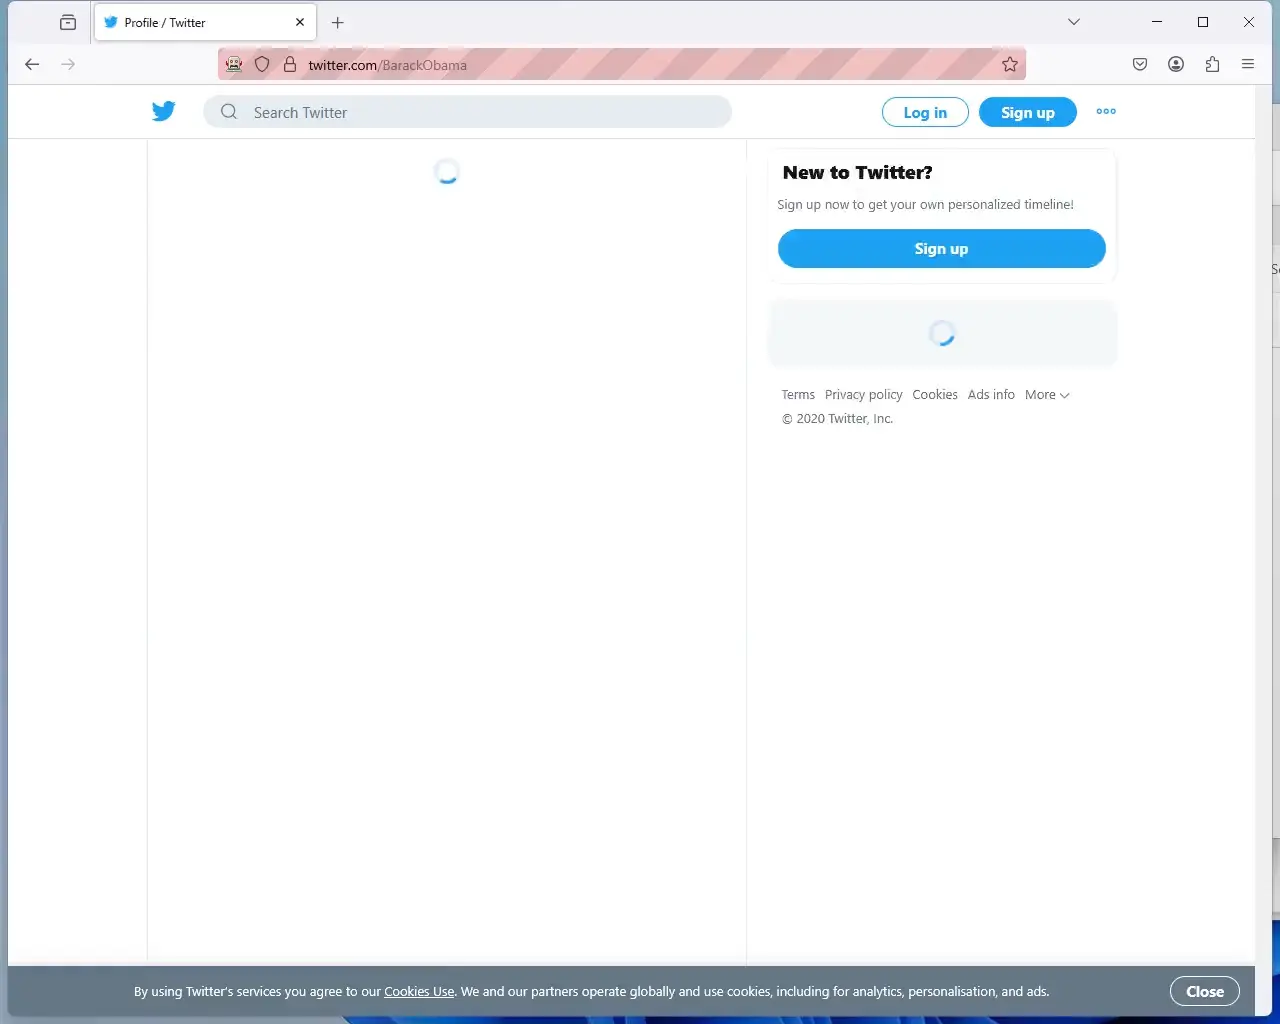 Profile / Twitter
twitter.com/BarackObama
Search Twitter
Log in
Sign up
New to Twitter?
Sign up now to get your own personalized timeline!
Sign up
Terms Privacy policy Cookies Ads info More
© 2020 Twitter, Inc.
By using Twitter's services you agree to our Cookies Use. We and our partners operate globally and use cookies, including for analytics, personalisation, and ads.
Close